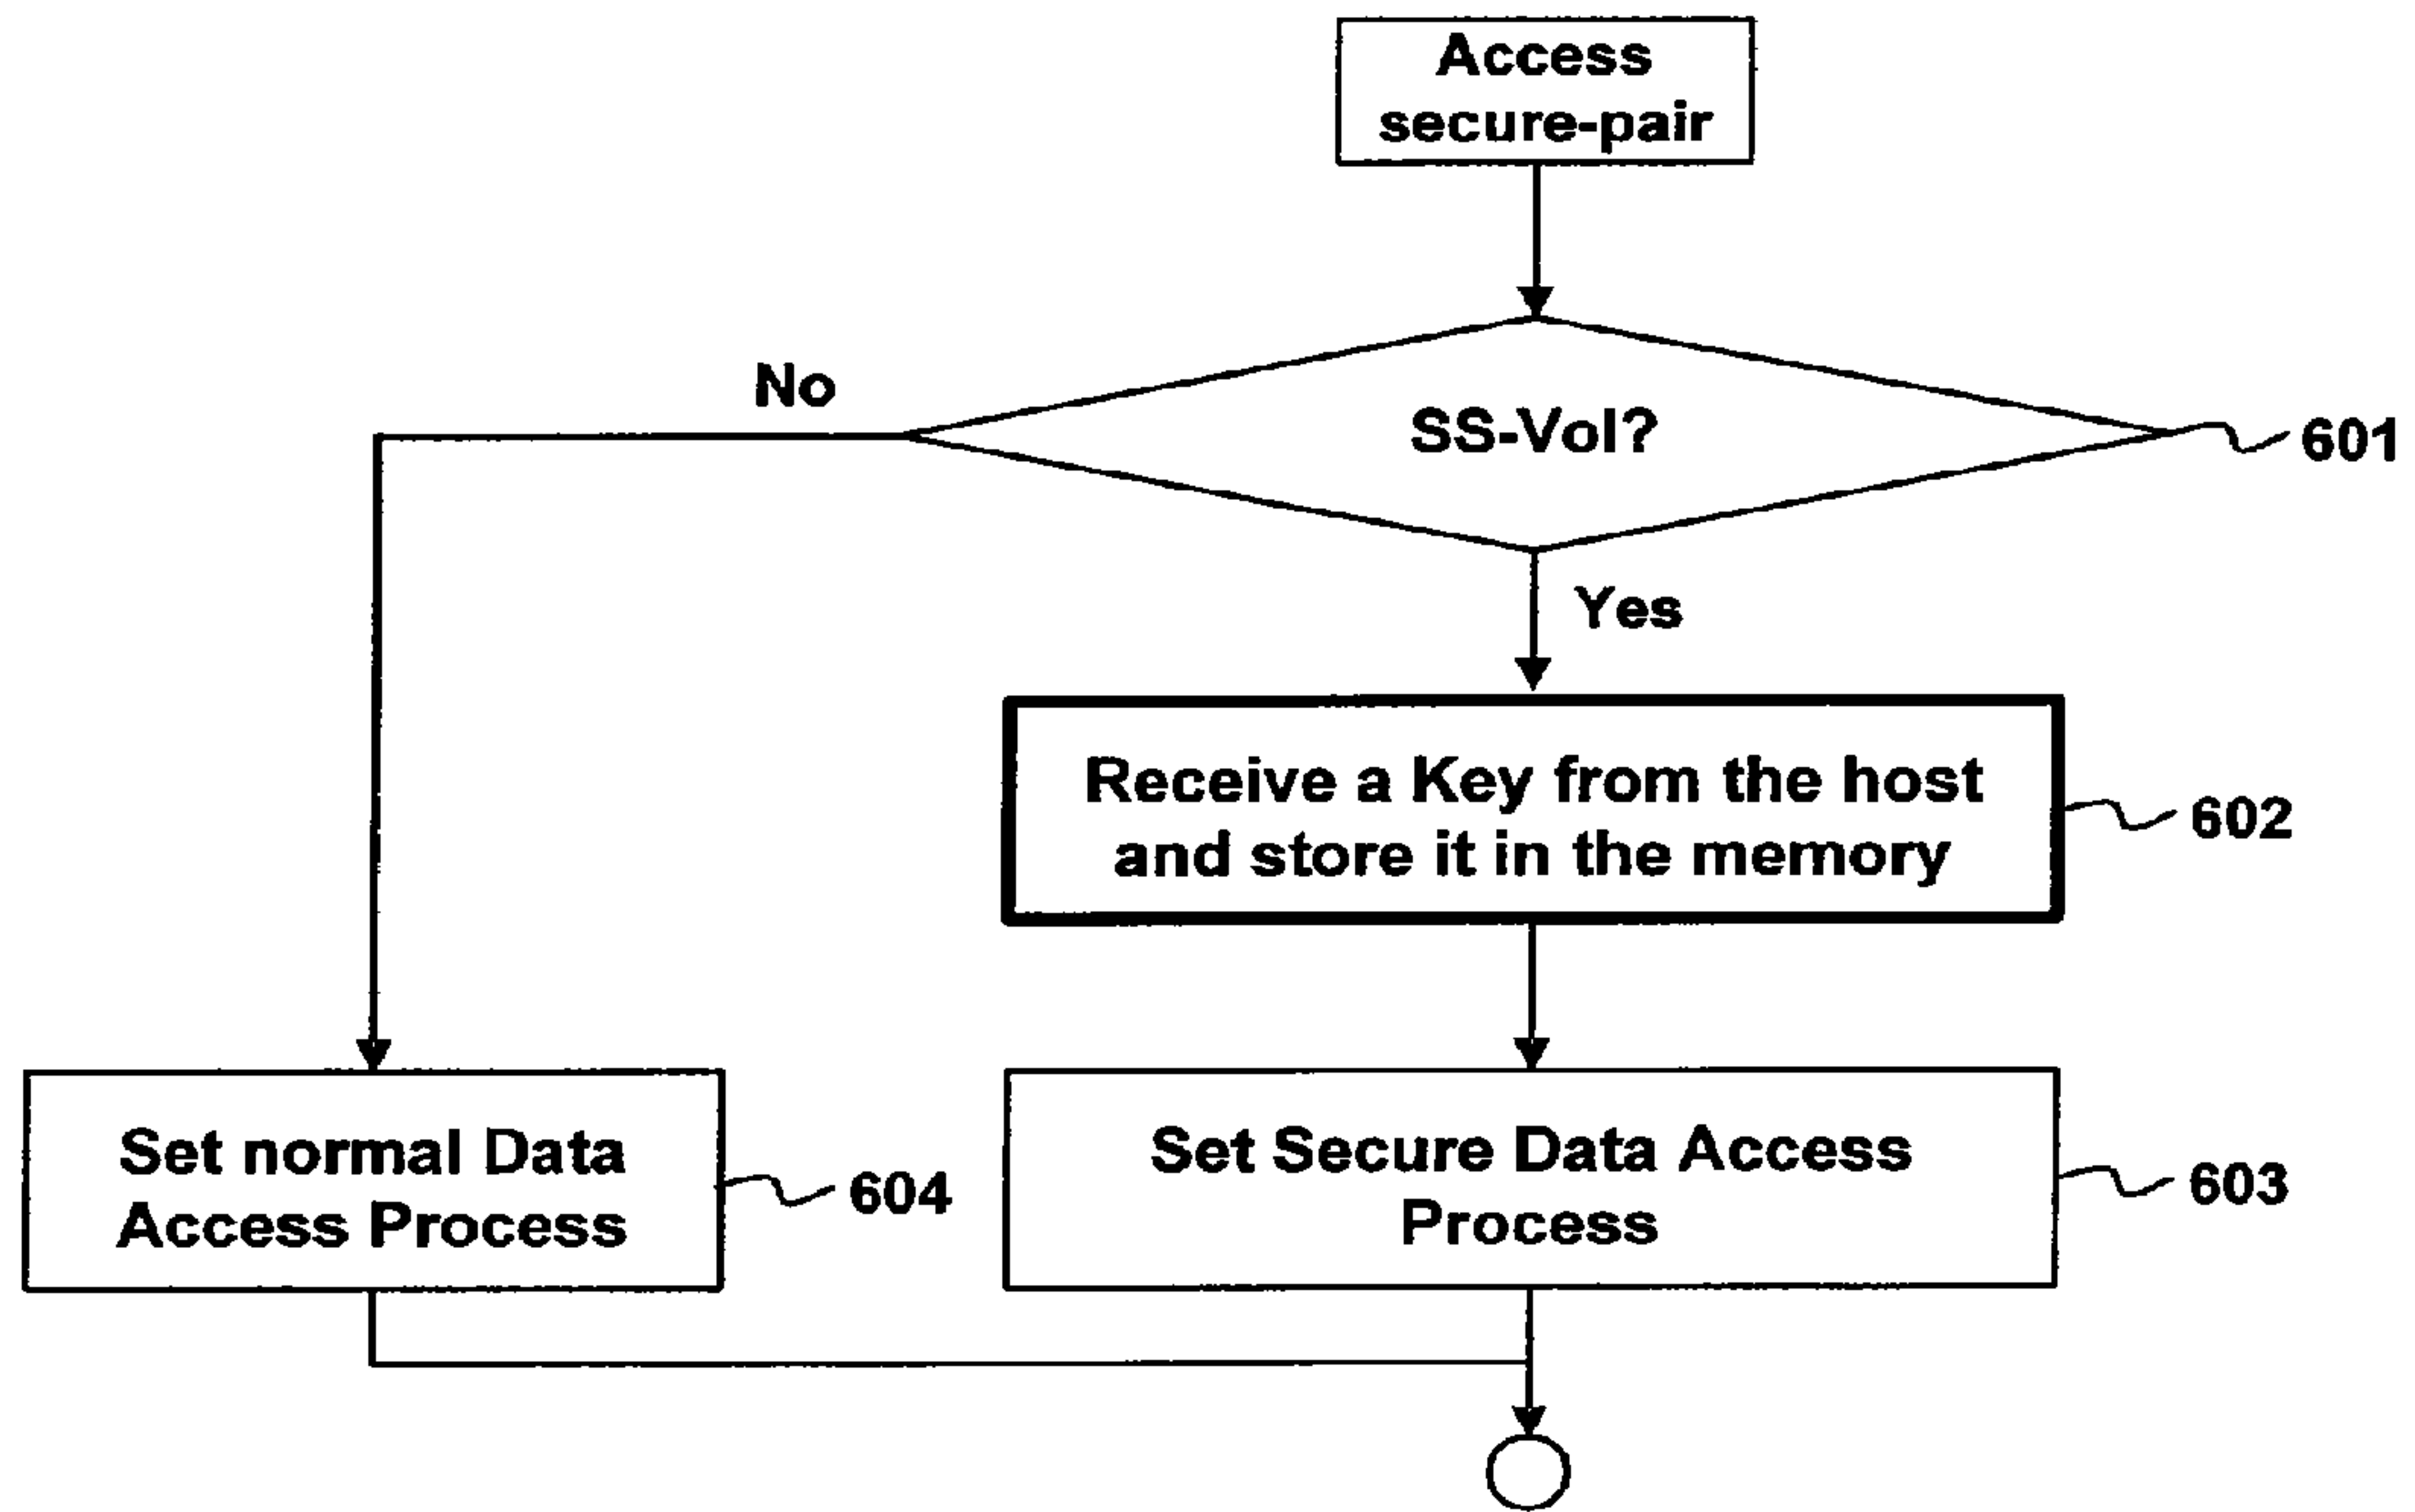 Access
secure-pair
No
SS-Vol?
601
Yes
Receive a Key from the host
and store it in the memory
602
Set normal Data
Access Process
604
Set Secure Data Access
Process
603